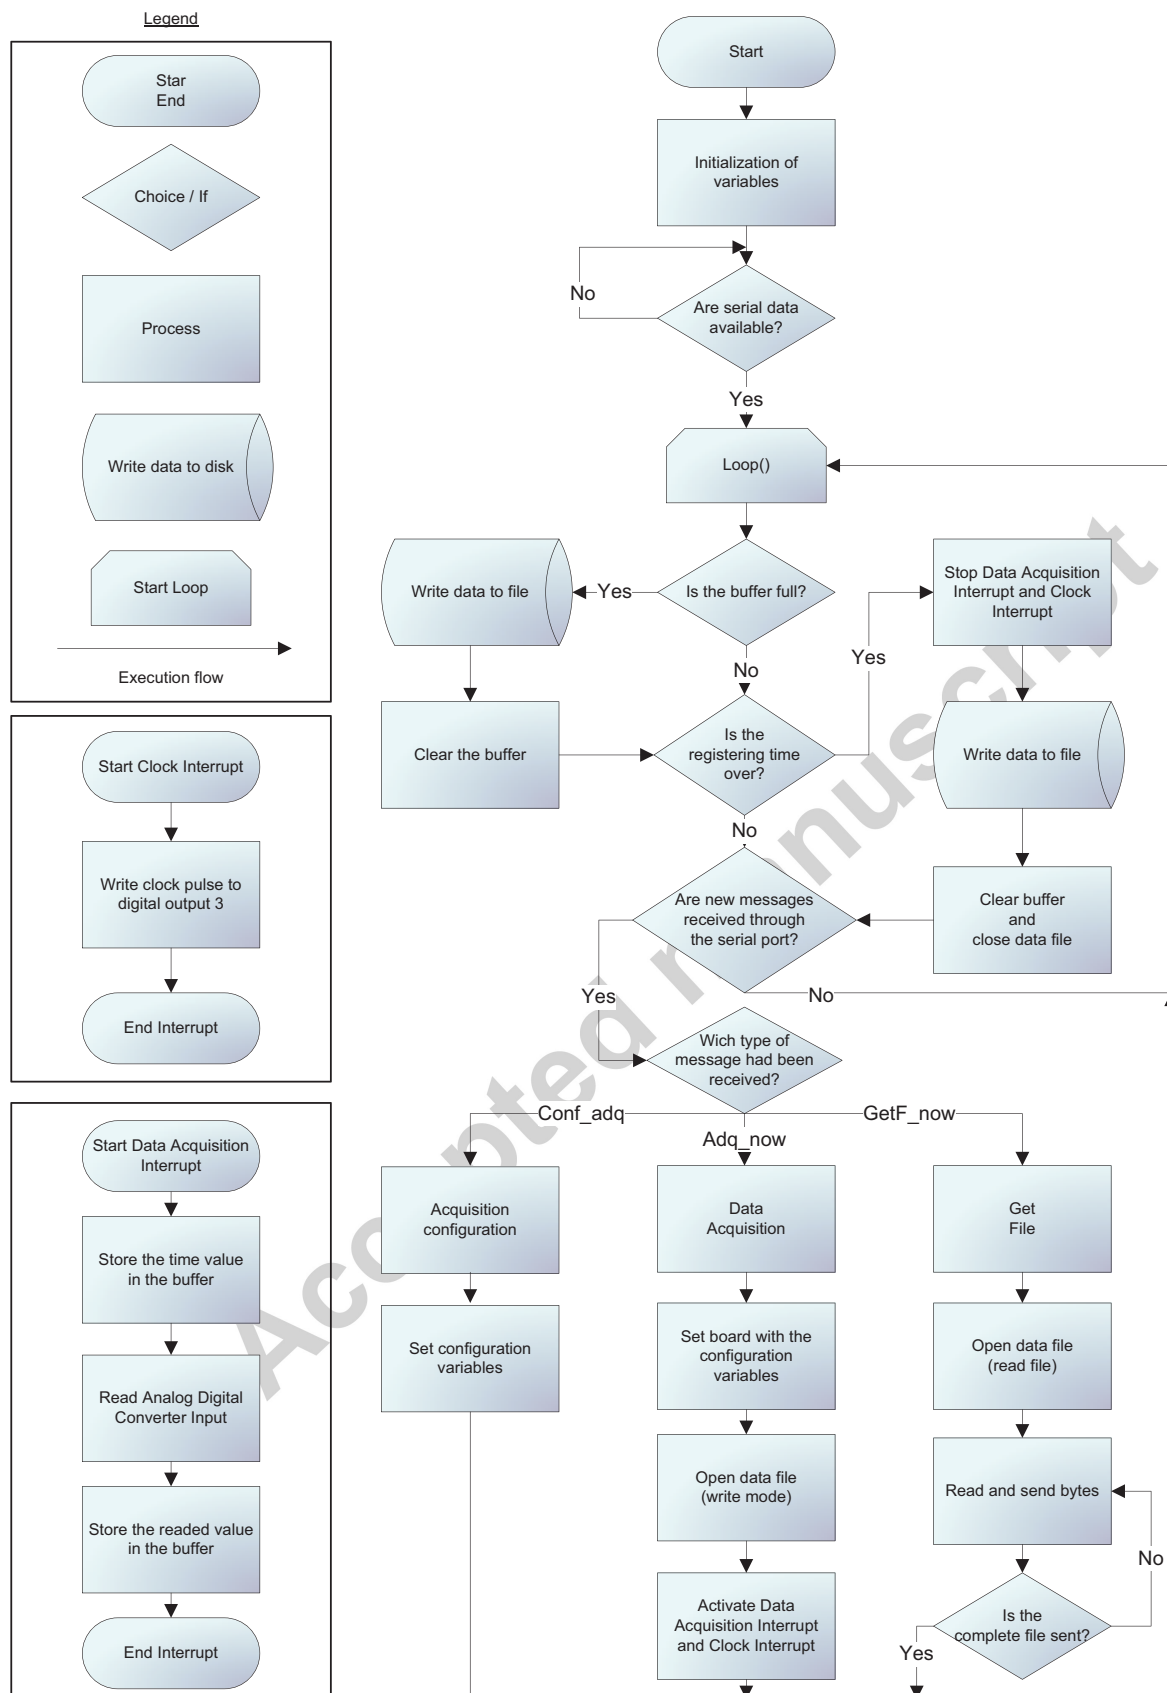 Legend
Star
End
Choice / If
Process
Write data to disk
Start Loop
Execution flow
Start Clock Interrupt
Write clock pulse to
digital output 3
End Interrupt
Start Data Acquisition
Interrupt
Store the time value
in the buffer
Read Analog Digital
Converter Input
Store the readed value
in the buffer
End Interrupt
Start
Initialization of
variables
Are serial data
available?
No
Yes
Loop()
Is the buffer full?
Yes
Write data to file
Clear the buffer
No
Is the
registering time
over?
Yes
Stop Data Acquisition
Interrupt and Clock
Interrupt
Write data to file
Clear buffer
and
close data file
No
Are new messages
received through
the serial port?
No
Yes
Wich type of
message had been
received?
Conf_adq
Adq_now
GetF_now
Acquisition
configuration
Set configuration
variables
Data
Acquisition
Set board with the
configuration
variables
Open data file
(write mode)
Activate Data
Acquisition Interrupt
and Clock Interrupt
Get
File
Open data file
(read file)
Read and send bytes
No
Is the
complete file sent?
Yes
Accepted manuscript